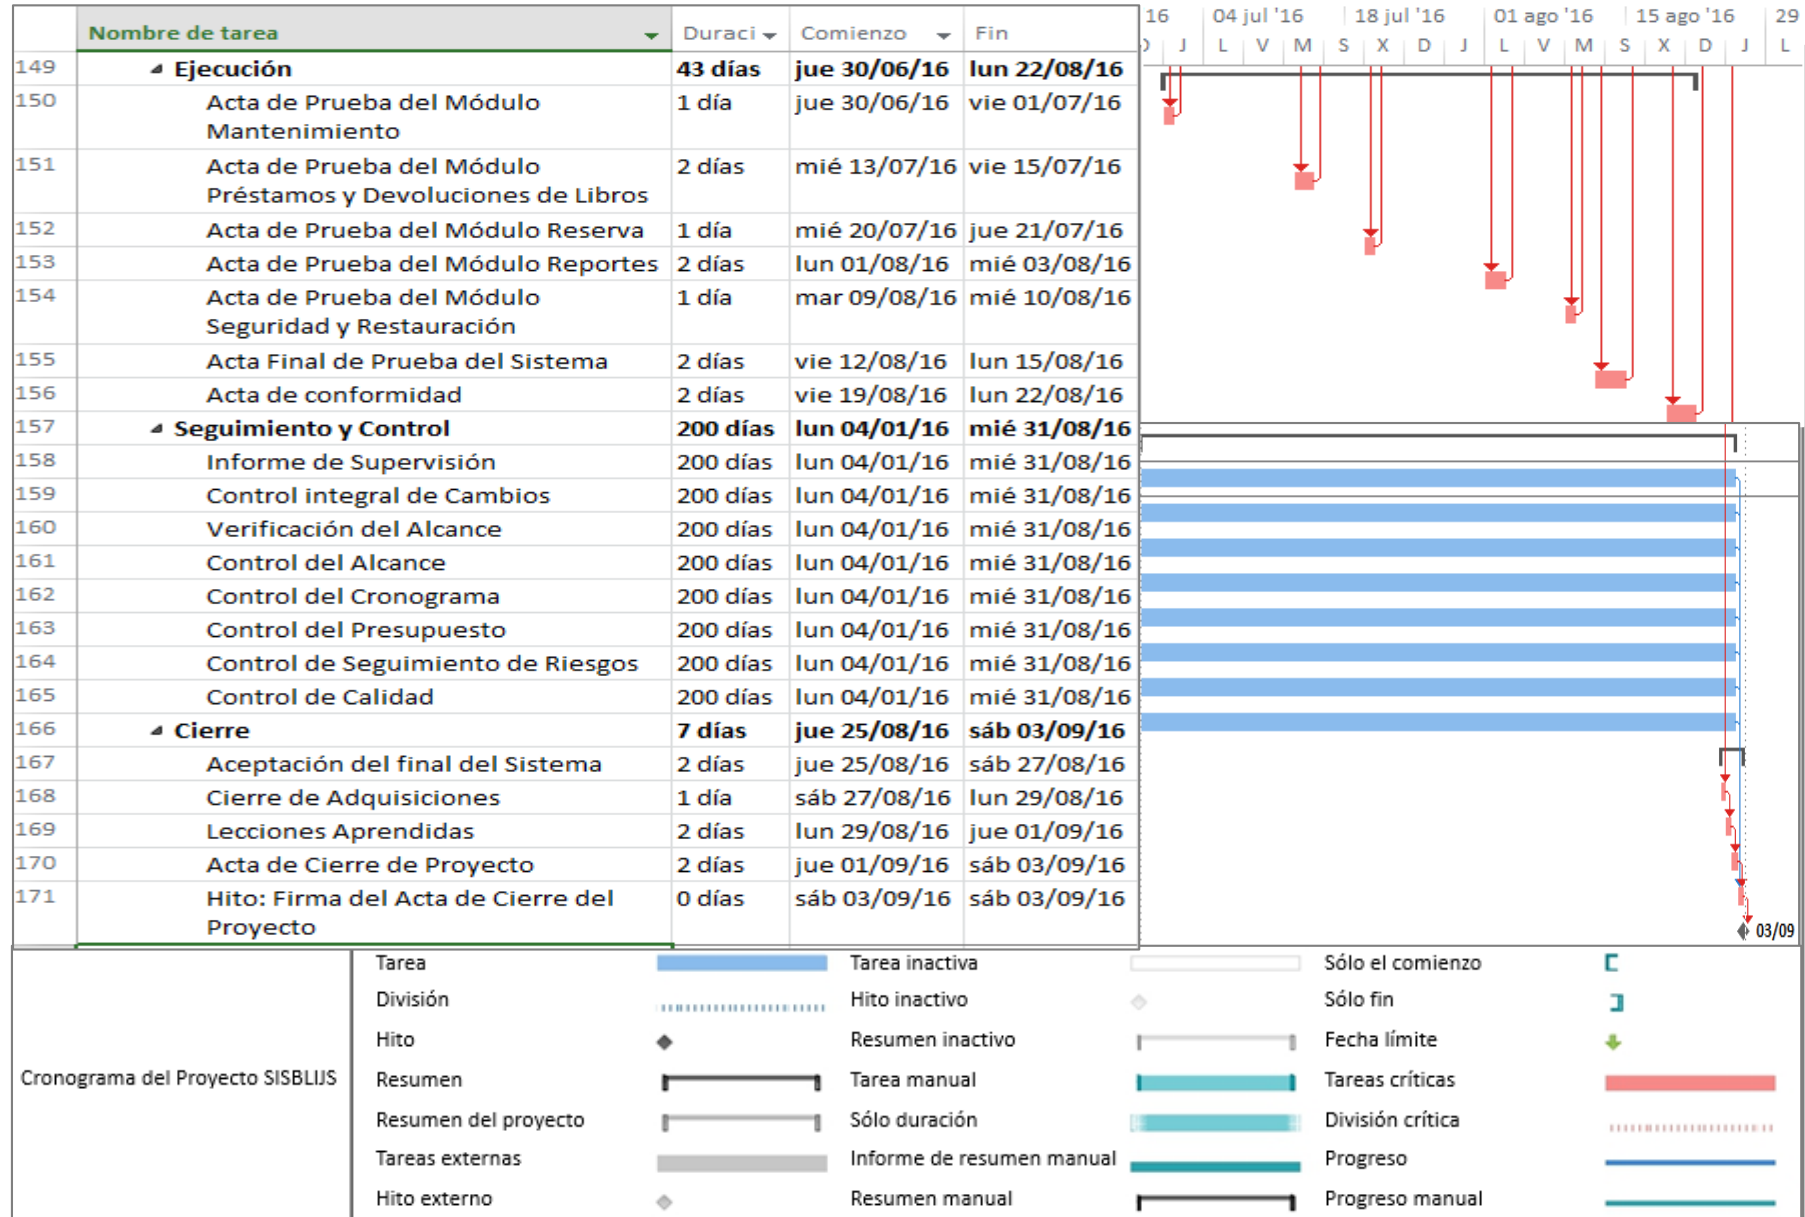 Nombre de tarea Duraci Comienzo Fin
16 04 jul '16 18 jul '16 01 ago '16 15 ago '16 29
J L V M S X D J L V M S X D J L
149 Ejecución 43 días jue 30/06/16 lun 22/08/16
150 Acta de Prueba del Módulo 1 día jue 30/06/16 vie 01/07/16
Mantenimiento
151 Acta de Prueba del Módulo 2 días mié 13/07/16 vie 15/07/16
Préstamos y Devoluciones de Libros
152 Acta de Prueba del Módulo Reserva 1 día mié 20/07/16 jue 21/07/16
153 Acta de Prueba del Módulo Reportes 2 días lun 01/08/16 mié 03/08/16
154 Acta de Prueba del Módulo 1 día mar 09/08/16 mié 10/08/16
Seguridad y Restauración
155 Acta Final de Prueba del Sistema 2 días vie 12/08/16 lun 15/08/16
156 Acta de conformidad 2 días vie 19/08/16 lun 22/08/16
157 Seguimiento y Control 200 días lun 04/01/16 mié 31/08/16
158 Informe de Supervisión 200 días lun 04/01/16 mié 31/08/16
159 Control integral de Cambios 200 días lun 04/01/16 mié 31/08/16
160 Verificación del Alcance 200 días lun 04/01/16 mié 31/08/16
161 Control del Alcance 200 días lun 04/01/16 mié 31/08/16
162 Control del Cronograma 200 días lun 04/01/16 mié 31/08/16
163 Control del Presupuesto 200 días lun 04/01/16 mié 31/08/16
164 Control de Seguimiento de Riesgos 200 días lun 04/01/16 mié 31/08/16
165 Control de Calidad 200 días lun 04/01/16 mié 31/08/16
166 Cierre 7 días jue 25/08/16 sáb 03/09/16
167 Aceptación del final del Sistema 2 días jue 25/08/16 sáb 27/08/16
168 Cierre de Adquisiciones 1 día sáb 27/08/16 lun 29/08/16
169 Lecciones Aprendidas 2 días lun 29/08/16 jue 01/09/16
170 Acta de Cierre de Proyecto 2 días jue 01/09/16 sáb 03/09/16
171 Hito: Firma del Acta de Cierre del 0 días sáb 03/09/16 sáb 03/09/16
Proyecto
03/09
Cronograma del Proyecto SISBLIJS
Tarea Tarea inactiva Sólo el comienzo
División Hito inactivo Sólo fin
Hito Resumen inactivo Fecha límite
Resumen Tarea manual Tareas críticas
Resumen del proyecto Sólo duración División crítica
Tareas externas Informe de resumen manual Progreso
Hito externo Resumen manual Progreso manual